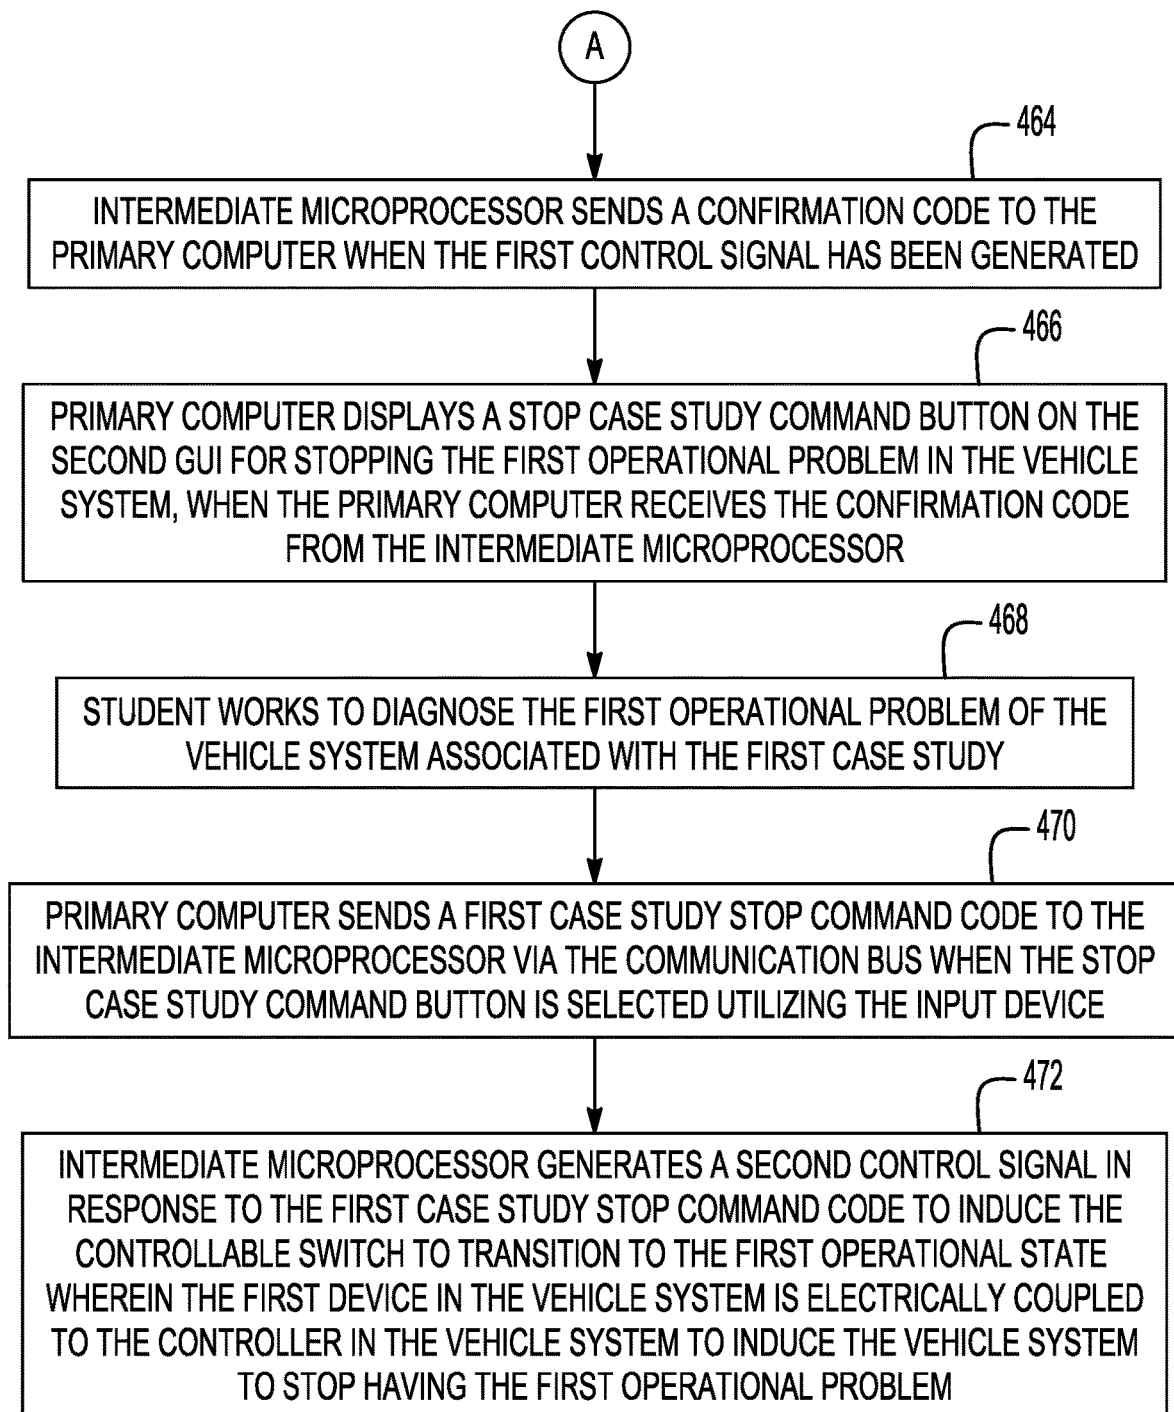 A
464
INTERMEDIATE MICROPROCESSOR SENDS A CONFIRMATION CODE TO THE
PRIMARY COMPUTER WHEN THE FIRST CONTROL SIGNAL HAS BEEN GENERATED
466
PRIMARY COMPUTER DISPLAYS A STOP CASE STUDY COMMAND BUTTON ON THE
SECOND GUI FOR STOPPING THE FIRST OPERATIONAL PROBLEM IN THE VEHICLE
SYSTEM, WHEN THE PRIMARY COMPUTER RECEIVES THE CONFIRMATION CODE
FROM THE INTERMEDIATE MICROPROCESSOR
468
STUDENT WORKS TO DIAGNOSE THE FIRST OPERATIONAL PROBLEM OF THE
VEHICLE SYSTEM ASSOCIATED WITH THE FIRST CASE STUDY
470
PRIMARY COMPUTER SENDS A FIRST CASE STUDY STOP COMMAND CODE TO THE
INTERMEDIATE MICROPROCESSOR VIA THE COMMUNICATION BUS WHEN THE STOP
CASE STUDY COMMAND BUTTON IS SELECTED UTILIZING THE INPUT DEVICE
472
INTERMEDIATE MICROPROCESSOR GENERATES A SECOND CONTROL SIGNAL IN
RESPONSE TO THE FIRST CASE STUDY STOP COMMAND CODE TO INDUCE THE
CONTROLLABLE SWITCH TO TRANSITION TO THE FIRST OPERATIONAL STATE
WHEREIN THE FIRST DEVICE IN THE VEHICLE SYSTEM IS ELECTRICALLY COUPLED
TO THE CONTROLLER IN THE VEHICLE SYSTEM TO INDUCE THE VEHICLE SYSTEM
TO STOP HAVING THE FIRST OPERATIONAL PROBLEM